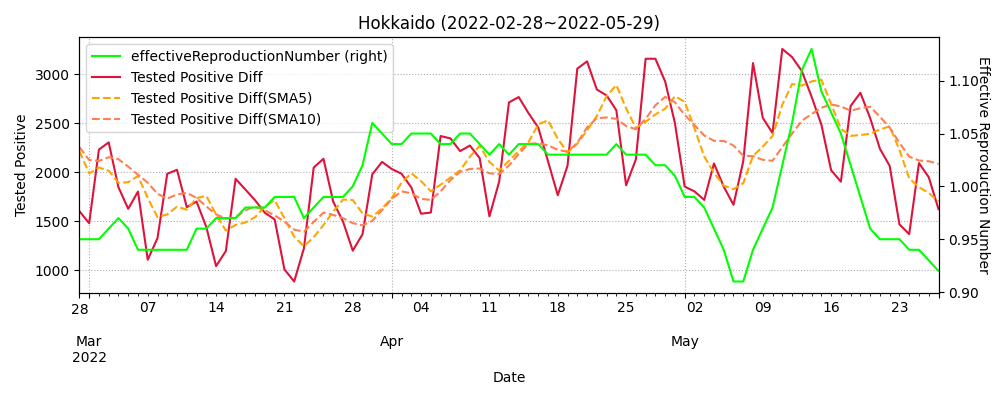 Hokkaido (2022-02-28~2022-05-29)
effectiveReproductionNumber (right)
Tested Positive Diff
Tested Positive Diff(SMA5)
Tested Positive Diff(SMA10)
Tested Positive
3000
2500
2000
1500
1000
Effective Reproduction Number
1.10
1.05
1.00
0.95
0.90
28 07 14 21 28 04 11 18 25 02 09 16 23
Mar Apr May
2022
Date